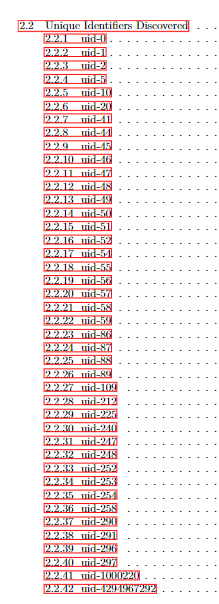 2.2 Unique Identifiers Discovered . . .
2.2.1 uid-0 . . . . . . . . . . . . .
2.2.2 uid-1 . . . . . . . . . . . . .
2.2.3 uid-2 . . . . . . . . . . . . .
2.2.4 uid-5 . . . . . . . . . . . . .
2.2.5 uid-10 . . . . . . . . . . . .
2.2.6 uid-20 . . . . . . . . . . . .
2.2.7 uid-41 . . . . . . . . . . . .
2.2.8 uid-44 . . . . . . . . . . . .
2.2.9 uid-45 . . . . . . . . . . . .
2.2.10 uid-46 . . . . . . . . . . . .
2.2.11 uid-47 . . . . . . . . . . . .
2.2.12 uid-48 . . . . . . . . . . . .
2.2.13 uid-49 . . . . . . . . . . . .
2.2.14 uid-50 . . . . . . . . . . . .
2.2.15 uid-51 . . . . . . . . . . . .
2.2.16 uid-52 . . . . . . . . . . . .
2.2.17 uid-54 . . . . . . . . . . . .
2.2.18 uid-55 . . . . . . . . . . . .
2.2.19 uid-56 . . . . . . . . . . . .
2.2.20 uid-57 . . . . . . . . . . . .
2.2.21 uid-58 . . . . . . . . . . . .
2.2.22 uid-59 . . . . . . . . . . . .
2.2.23 uid-86 . . . . . . . . . . . .
2.2.24 uid-87 . . . . . . . . . . . .
2.2.25 uid-88 . . . . . . . . . . . .
2.2.26 uid-89 . . . . . . . . . . . .
2.2.27 uid-109 . . . . . . . . . . .
2.2.28 uid-212 . . . . . . . . . . .
2.2.29 uid-225 . . . . . . . . . . .
2.2.30 uid-240 . . . . . . . . . . .
2.2.31 uid-247 . . . . . . . . . . .
2.2.32 uid-248 . . . . . . . . . . .
2.2.33 uid-252 . . . . . . . . . . .
2.2.34 uid-253 . . . . . . . . . . .
2.2.35 uid-254 . . . . . . . . . . .
2.2.36 uid-258 . . . . . . . . . . .
2.2.37 uid-290 . . . . . . . . . . .
2.2.38 uid-291 . . . . . . . . . . .
2.2.39 uid-296 . . . . . . . . . . .
2.2.40 uid-297 . . . . . . . . . . .
2.2.41 uid-1000220 . . . . . . . . .
2.2.42 uid-4294967292 . . . . . . .